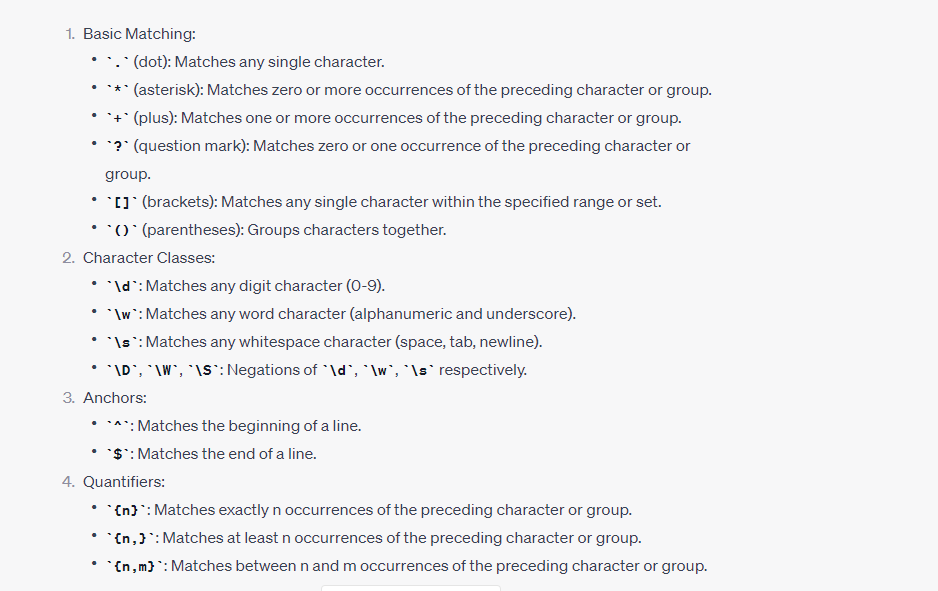 1. Basic Matching:
• `.` (dot): Matches any single character.
• `*` (asterisk): Matches zero or more occurrences of the preceding character or group.
• `+` (plus): Matches one or more occurrences of the preceding character or group.
• `?` (question mark): Matches zero or one occurrence of the preceding character or
group.
• `[]` (brackets): Matches any single character within the specified range or set.
• `()` (parentheses): Groups characters together.
2. Character Classes:
• `\d`: Matches any digit character (0-9).
• `\w`: Matches any word character (alphanumeric and underscore).
• `\s`: Matches any whitespace character (space, tab, newline).
• `\D`, `\W`, `\S`: Negations of `\d`, `\w`, `\s` respectively.
3. Anchors:
• `^`: Matches the beginning of a line.
• `$`: Matches the end of a line.
4. Quantifiers:
• `{n}`: Matches exactly n occurrences of the preceding character or group.
• `{n,}`: Matches at least n occurrences of the preceding character or group.
• `{n,m}`: Matches between n and m occurrences of the preceding character or group.